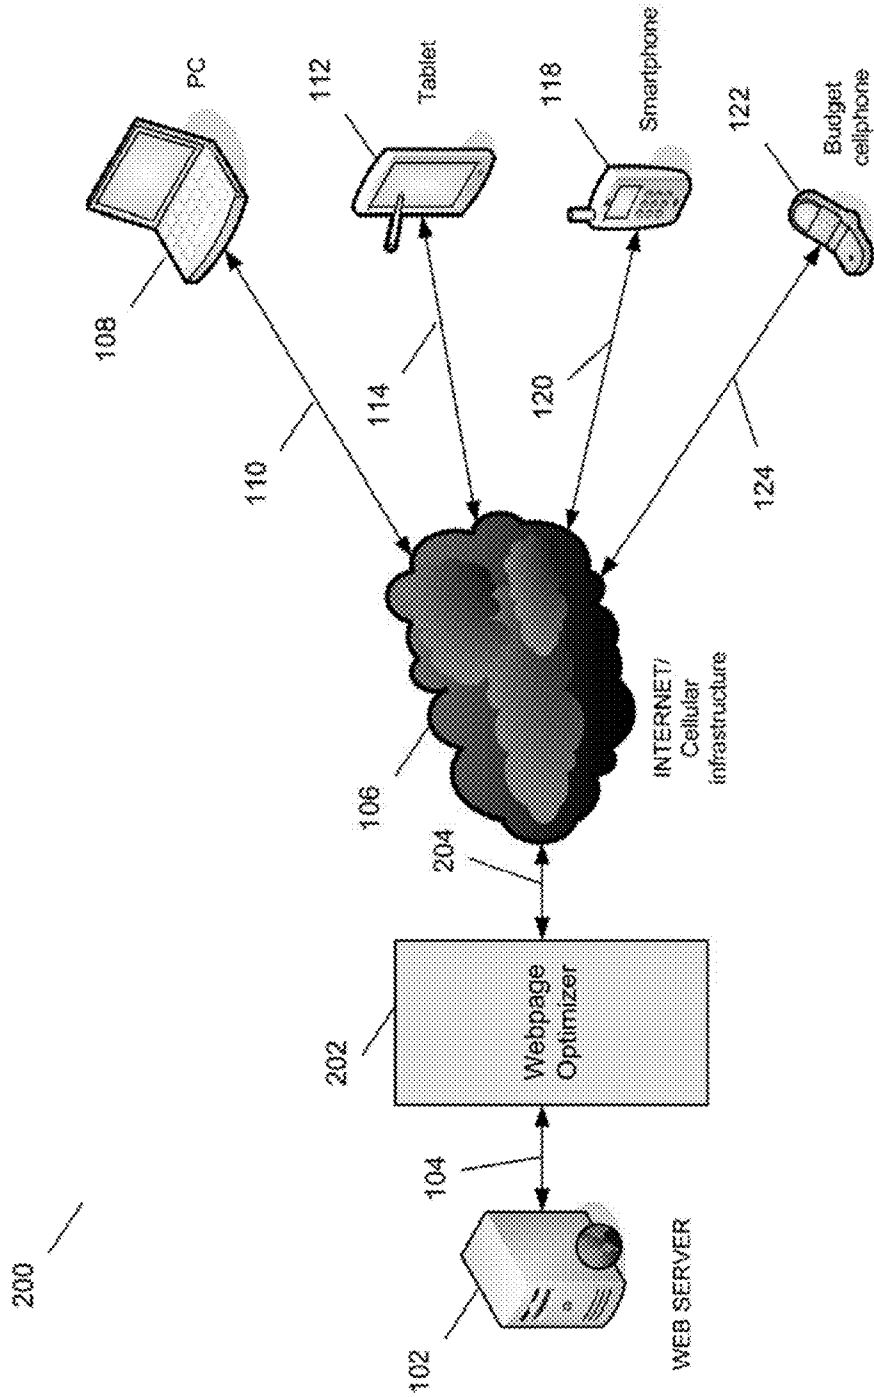 200
102
WEB SERVER
104
202
Webpage
Optimizer
204
106
INTERNET/
Cellular
infrastructure
110
114
120
124
108
PC
112
Tablet
118
Smartphone
122
Budget
cellphone